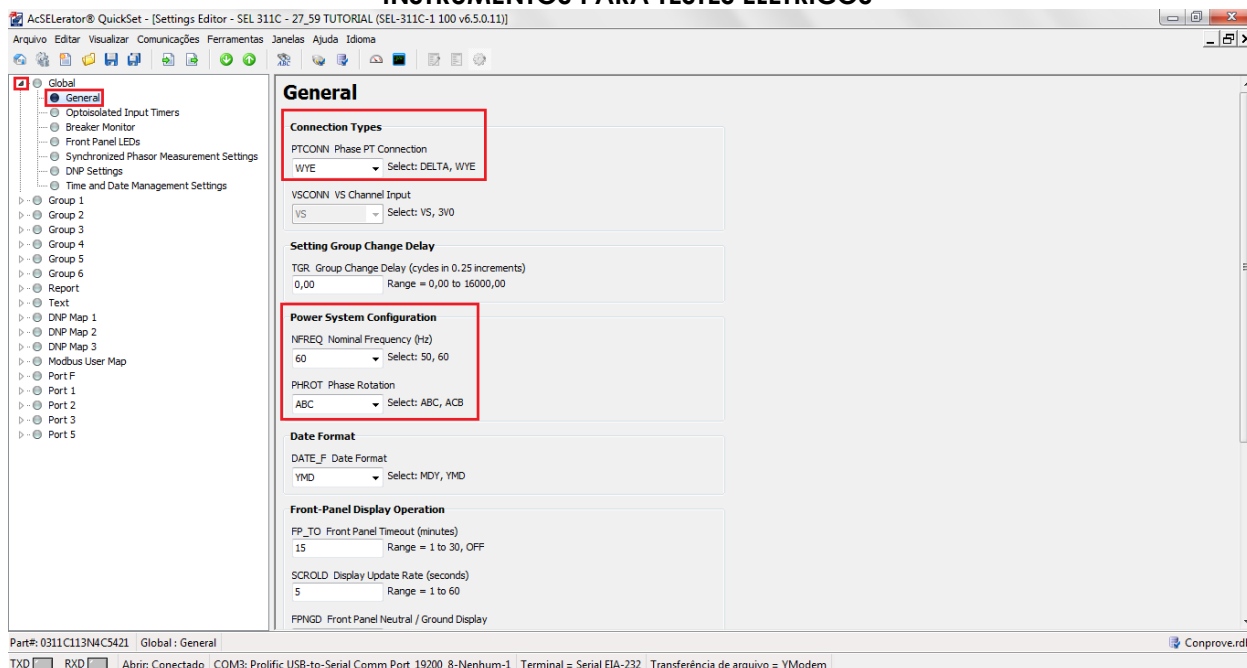 INSTRUMENTOS PARA TESTES ELÉTRICOS
AcSELerator® QuickSet - [Settings Editor - SEL 311C - 27_59 TUTORIAL (SEL-311C-1 100 v6.5.0.11)]
Arquivo Editar Visualizar Comunicações Ferramentas Janelas Ajuda Idioma
Global
General
Optoisolated Input Timers
Breaker Monitor
Front Panel LEDs
Synchronized Phasor Measurement Settings
DNP Settings
Time and Date Management Settings
Group 1
Group 2
Group 3
Group 4
Group 5
Group 6
Report
Text
DNP Map 1
DNP Map 2
DNP Map 3
Modbus User Map
Port F
Port 1
Port 2
Port 3
Port 5
General
Connection Types
PTCONN Phase PT Connection
WYE Select: DELTA, WYE
VSCONN VS Channel Input
VS Select: VS, 3V0
Setting Group Change Delay
TGR Group Change Delay (cycles in 0.25 increments)
0,00 Range = 0,00 to 16000,00
Power System Configuration
NFREQ Nominal Frequency (Hz)
60 Select: 50, 60
PHROT Phase Rotation
ABC Select: ABC, ACB
Date Format
DATE_F Date Format
YMD Select: MDY, YMD
Front-Panel Display Operation
FP_TO Front Panel Timeout (minutes)
15 Range = 1 to 30, OFF
SCROLD Display Update Rate (seconds)
5 Range = 1 to 60
FPNGD Front Panel Neutral / Ground Display
Part#: 0311C113N4C5421 Global : General Conprove.rdb
TXD RXD Abrir: Conectado COM3: Prolific USB-to-Serial Comm Port 19200 8-Nenhum-1 Terminal = Serial EIA-232 Transferência de arquivo = YModem